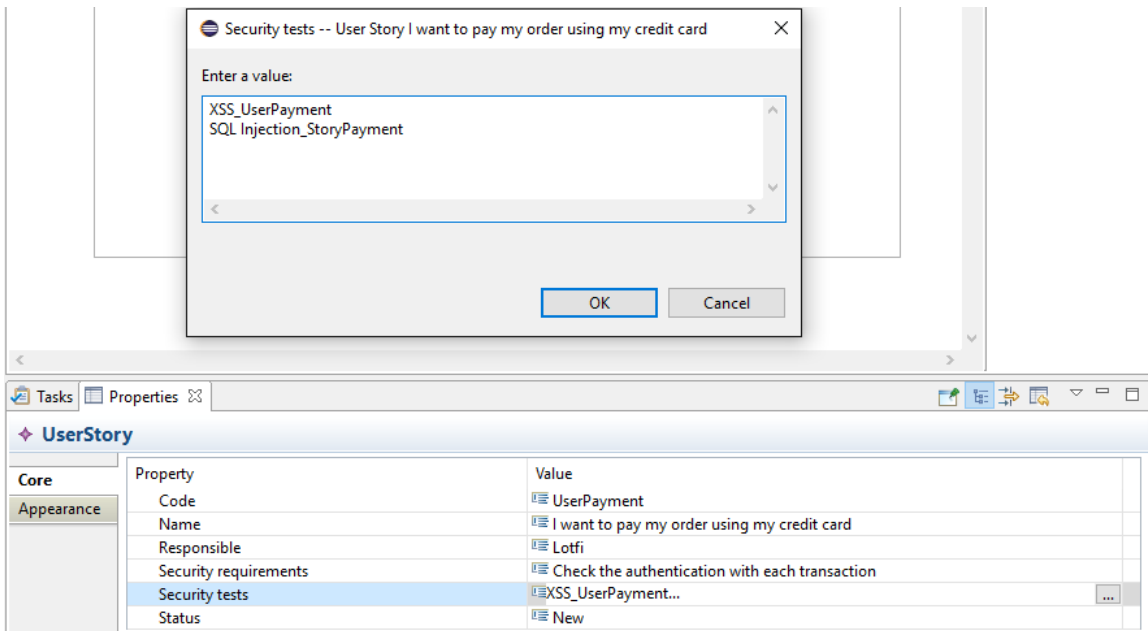 Security tests -- User Story I want to pay my order using my credit card
Enter a value:
XSS_UserPayment
SQL Injection_StoryPayment
OK Cancel
Tasks Properties
UserStory
Core
Appearance
Property Value
Code UserPayment
Name I want to pay my order using my credit card
Responsible Lotfi
Security requirements Check the authentication with each transaction
Security tests XSS_UserPayment...
...
Status New